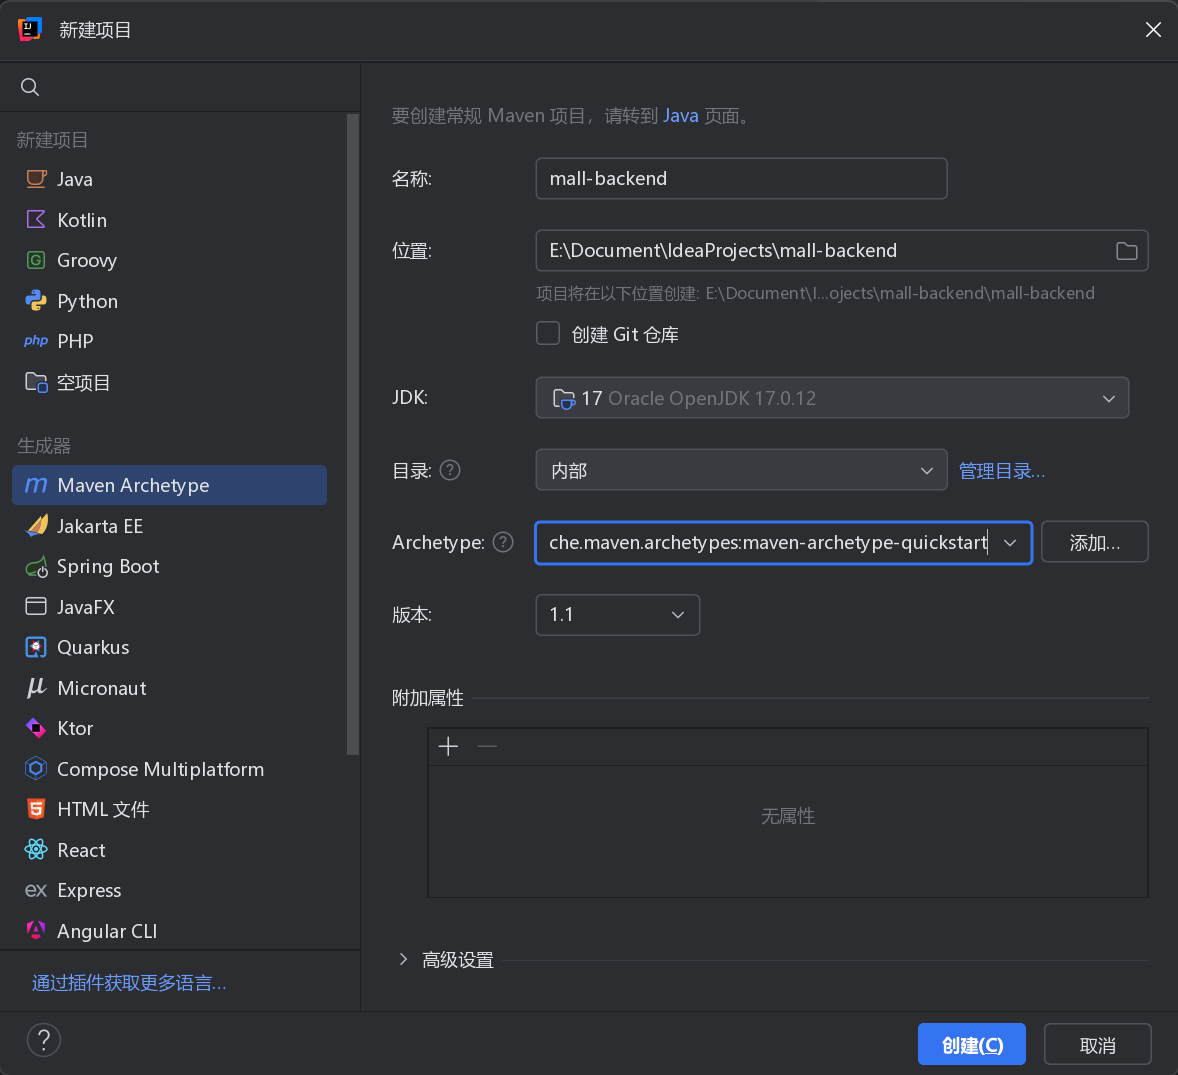 新建项目
新建项目
Java
Kotlin
Groovy
Python
php PHP
空项目
生成器
Maven Archetype
Jakarta EE
Spring Boot
JavaFX
Quarkus
Micronaut
Ktor
Compose Multiplatform
HTML 文件
React
ex Express
Angular CLI
通过插件获取更多语言...
要创建常规 Maven 项目，请转到 Java 页面。
名称: mall-backend
位置: E:\Document\IdeaProjects\mall-backend
项目将在以下位置创建: E:\Document\I...ojects\mall-backend\mall-backend
创建 Git 仓库
JDK: 17 Oracle OpenJDK 17.0.12
目录: ? 内部 管理目录...
Archetype: ? che.maven.archetypes:maven-archetype-quickstart 添加...
版本: 1.1
附加属性
无属性
高级设置
? 创建(C) 取消